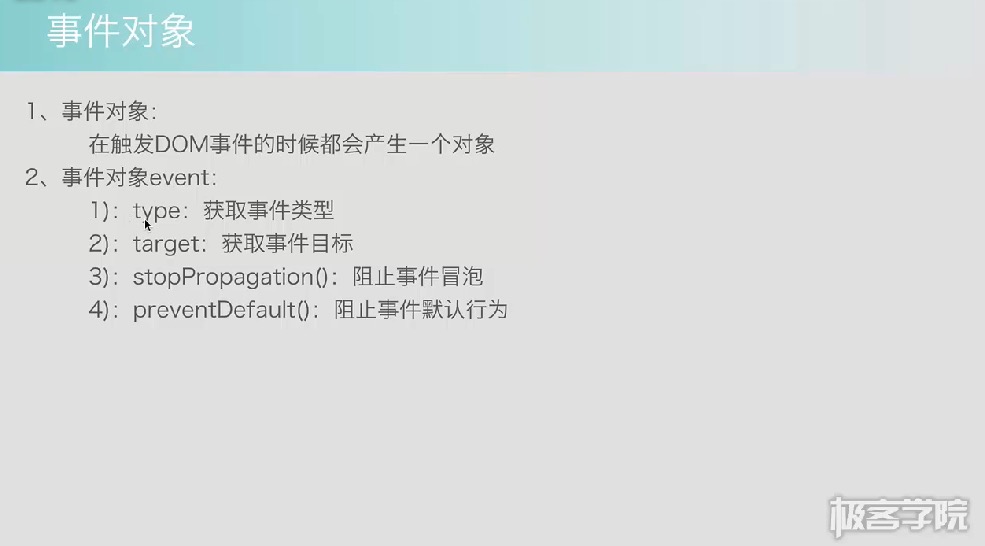 事件对象
1、事件对象：
在触发DOM事件的时候都会产生一个对象
2、事件对象event：
1)：type：获取事件类型
2)：target：获取事件目标
3)：stopPropagation()：阻止事件冒泡
4)：preventDefault()：阻止事件默认行为
极客学院